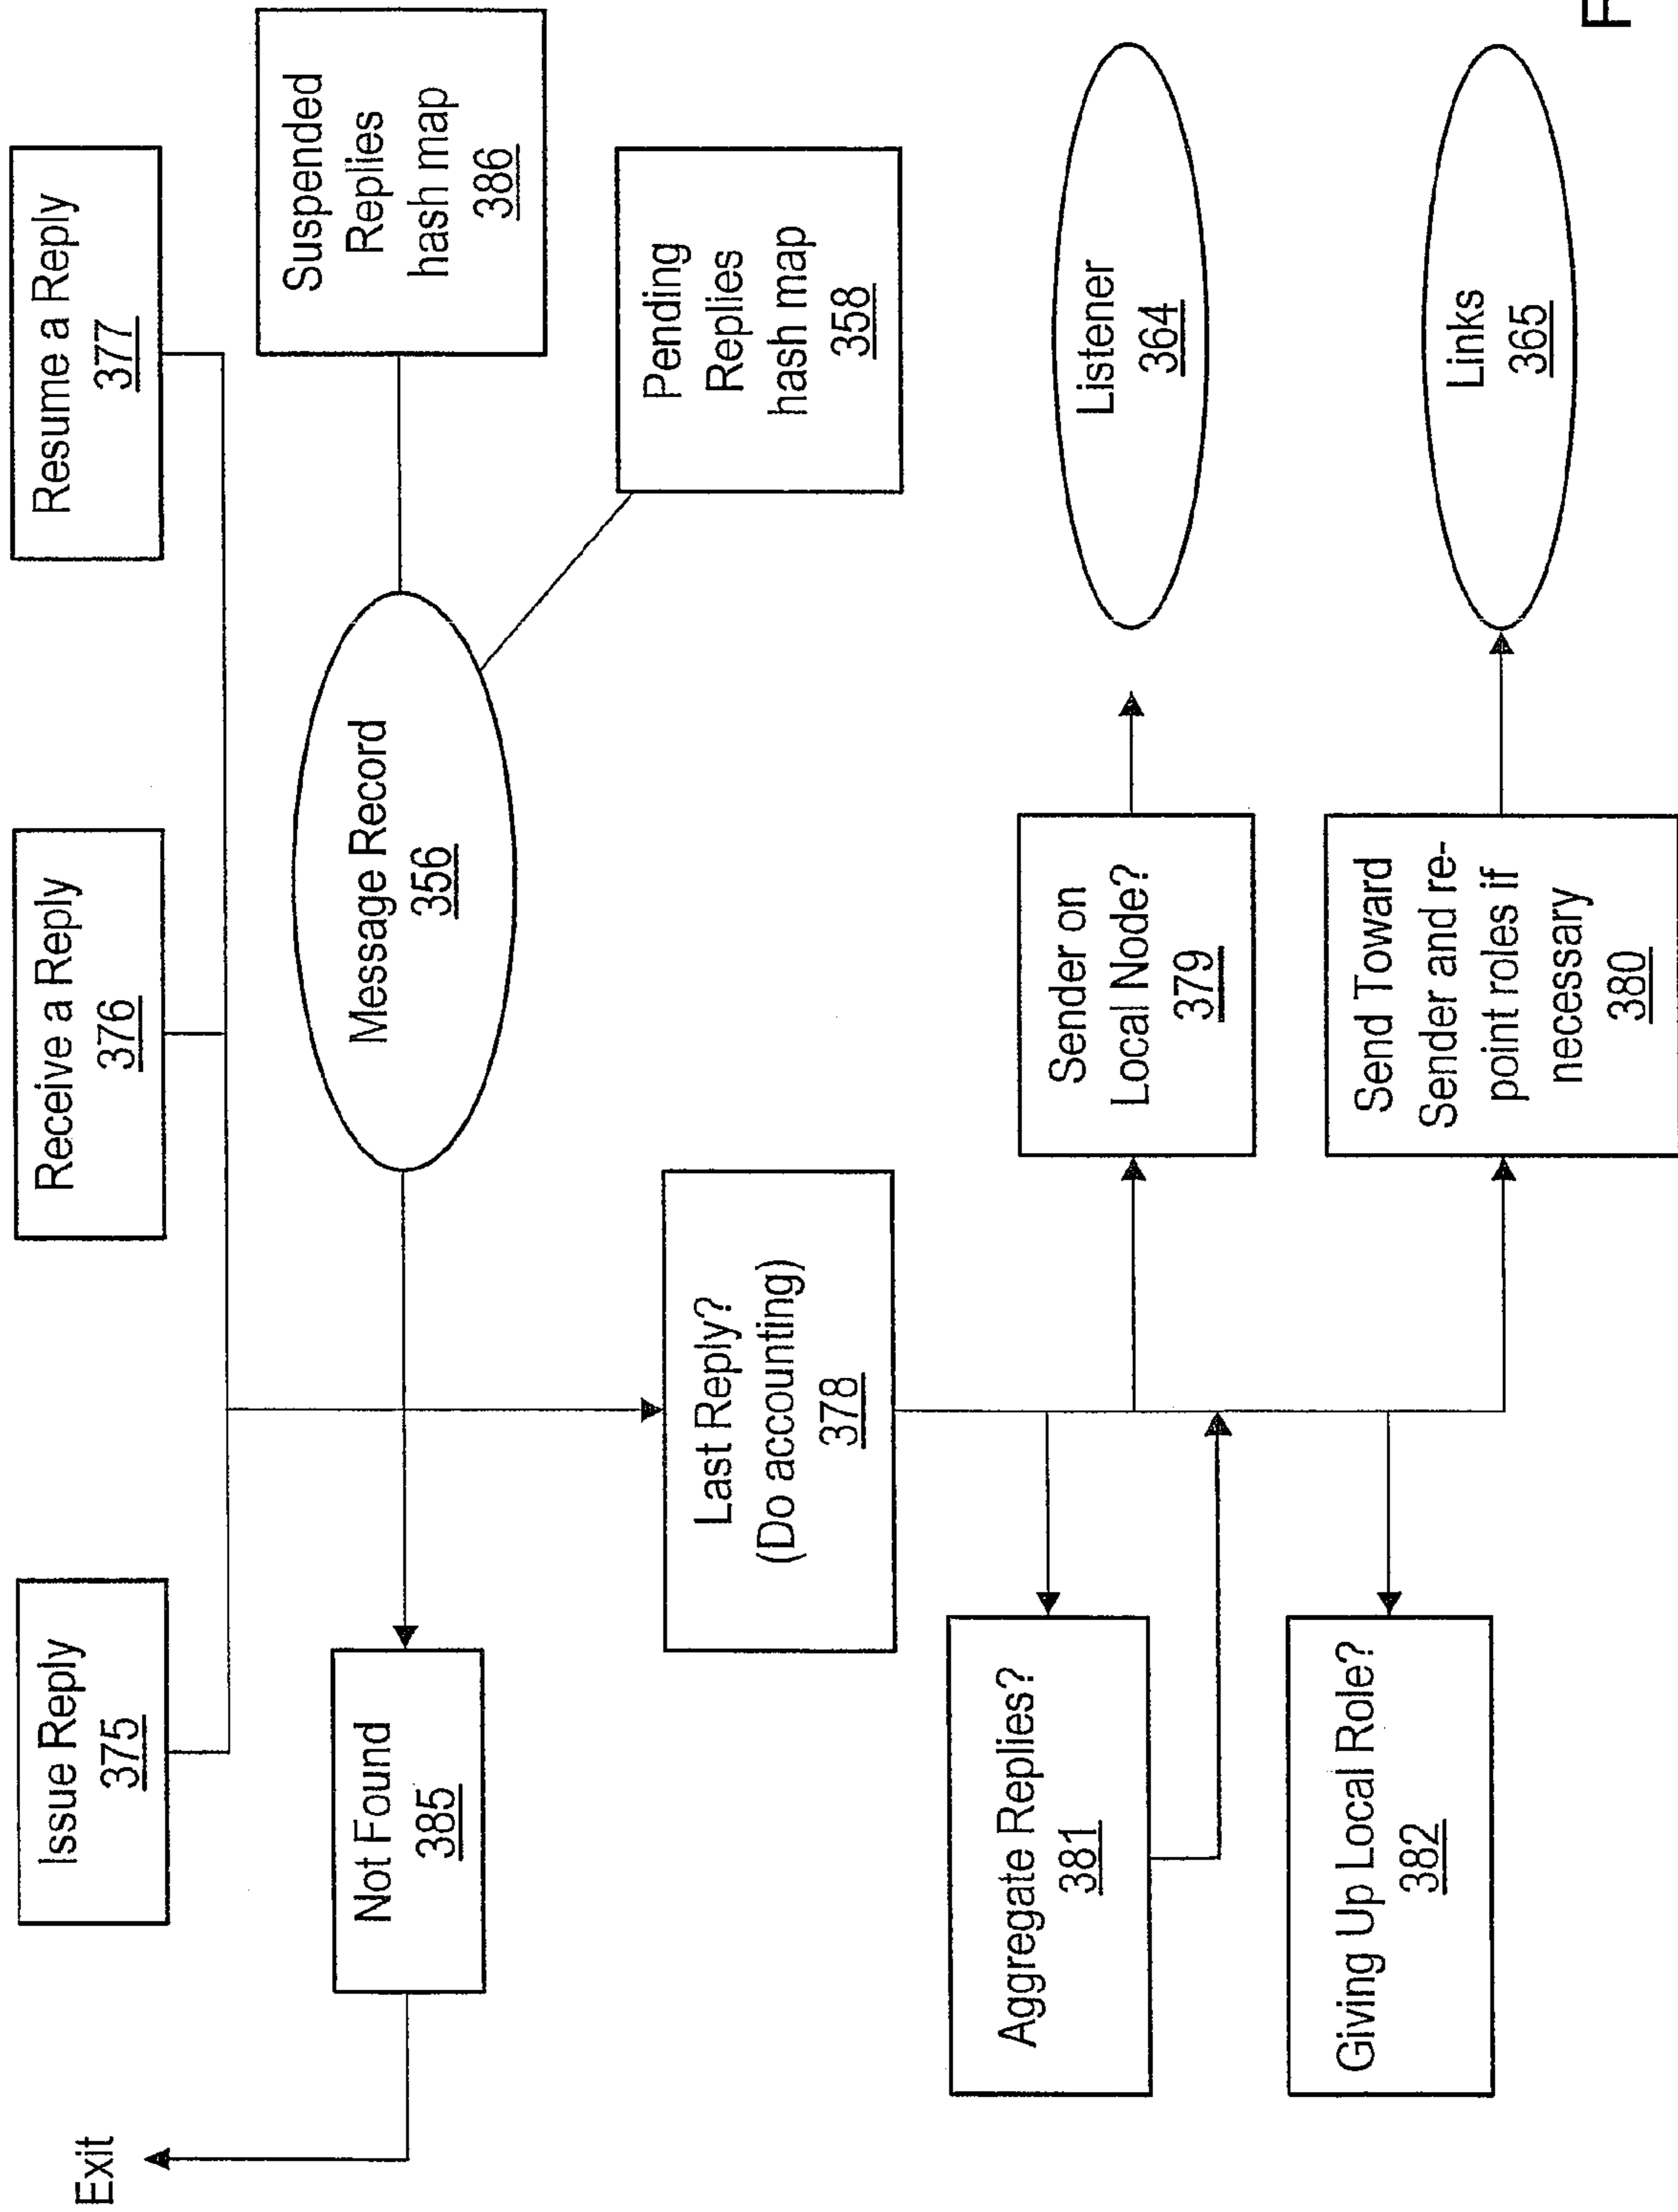 Exit
Issue Reply
375
Receive a Reply
376
Resume a Reply
377
Not Found
385
Message Record
356
Suspended
Replies
hash map
386
Last Reply?
(Do accounting)
378
Pending
Replies
hash map
358
Aggregate Replies?
381
Sender on
Local Node?
379
Listener
364
Giving Up Local Role?
382
Send Toward
Sender and re-
point roles if
necessary
380
Links
365